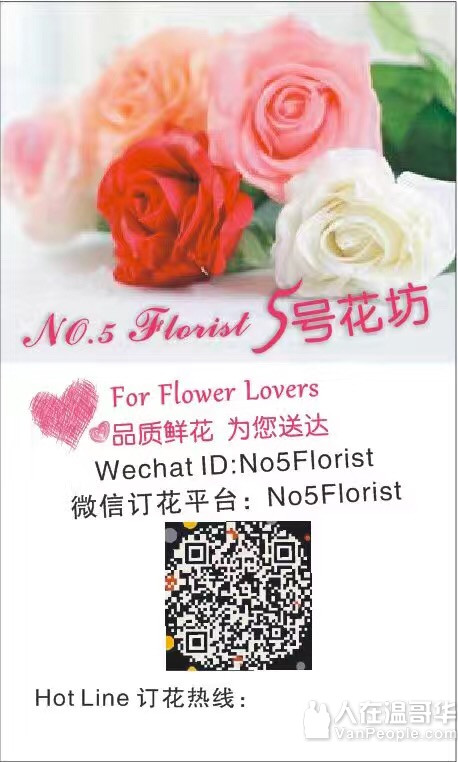 NO.5 Florist 5号花坊
For Flower Lovers
品质鲜花 为您送达
Wechat ID:No5Florist
微信订花平台：No5Florist
Hot Line 订花热线：
人在温哥华
VanPeople.com